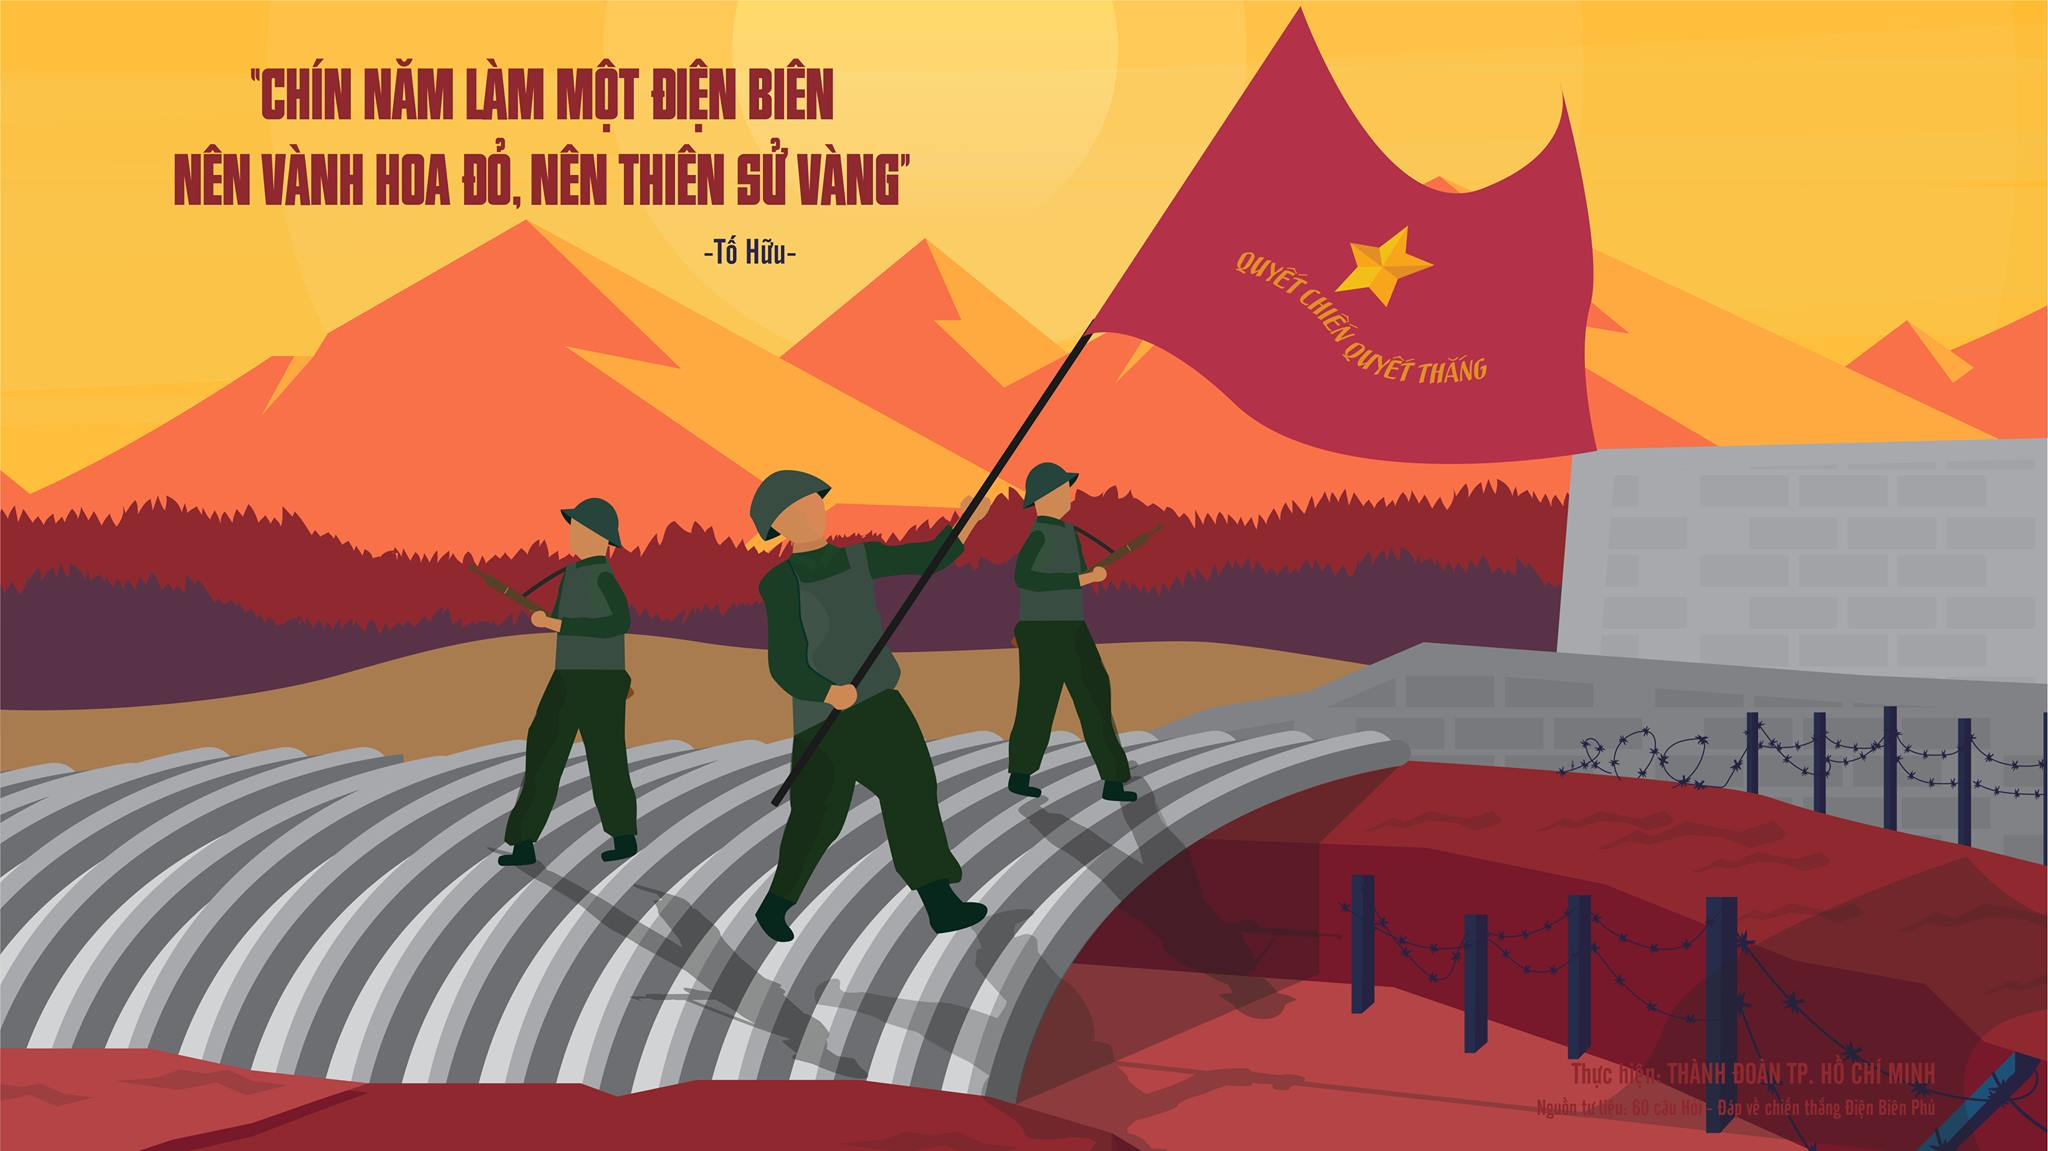 "CHÍN NĂM LÀM MỘT ĐIỆN BIÊN
NÊN VÀNH HOA ĐỎ, NÊN THIÊN SỬ VÀNG"
-Tố Hữu-
QUYẾT CHIẾN QUYẾT THẮNG
Thực hiện: THÀNH ĐOÀN TP. HỒ CHÍ MINH
Nguồn tư liệu: 60 câu Hỏi - Đáp về chiến thắng Điện Biên Phủ